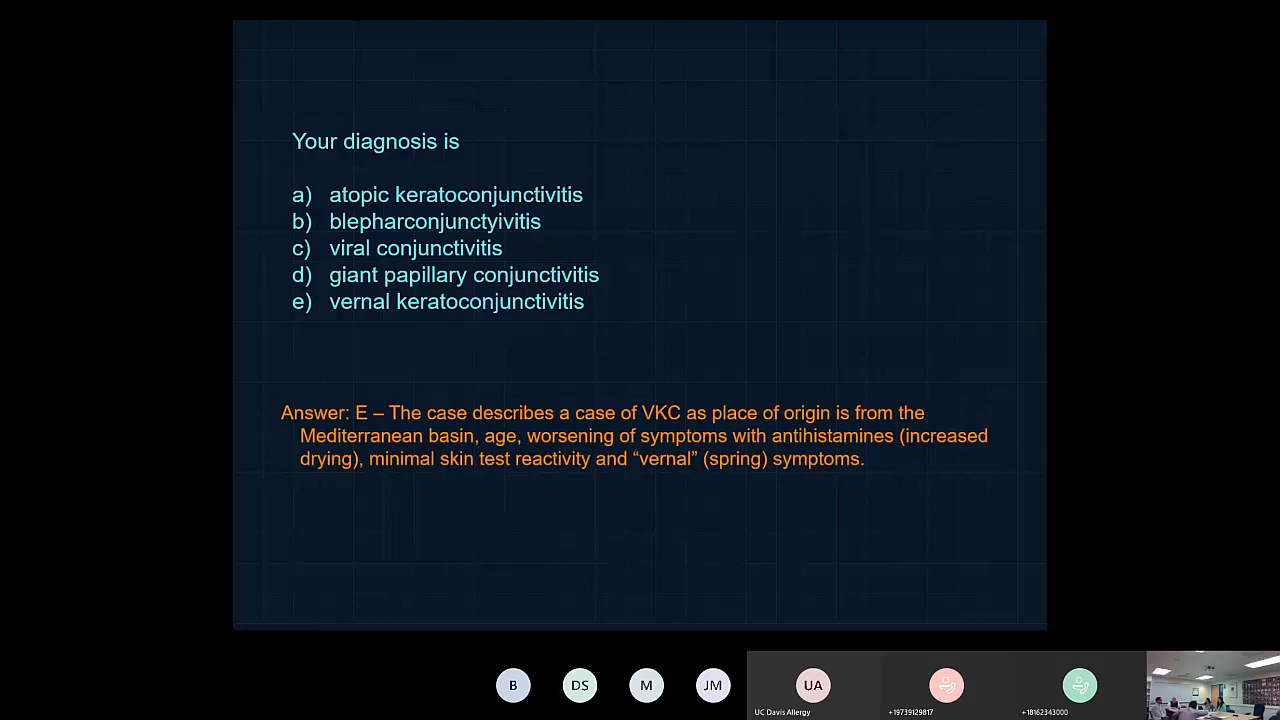 Your diagnosis is
a) atopic keratoconjunctivitis
b) blepharconjunctyivitis
c) viral conjunctivitis
d) giant papillary conjunctivitis
e) vernal keratoconjunctivitis
Answer: E – The case describes a case of VKC as place of origin is from the
Mediterranean basin, age, worsening of symptoms with antihistamines (increased
drying), minimal skin test reactivity and “vernal” (spring) symptoms.
B DS M JM UA
UC Davis Allergy +19739129817 +18162343000